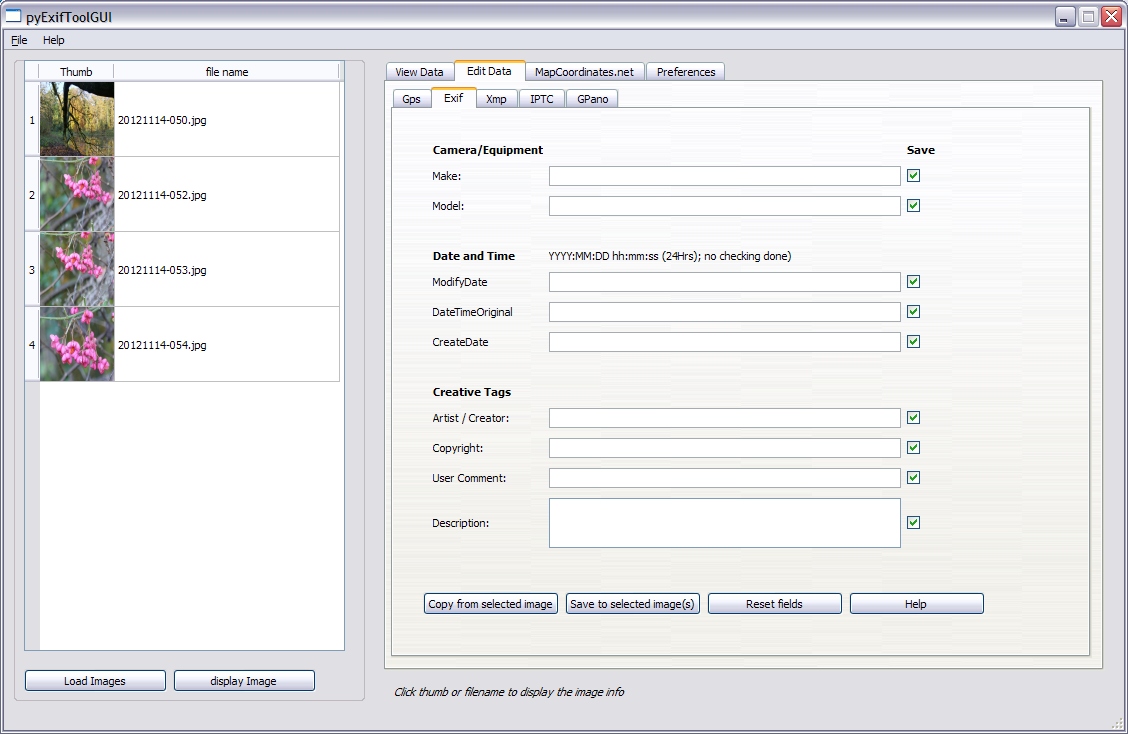 pyExifToolGUI
File Help
Thumb file name
1 20121114-050.jpg
2 20121114-052.jpg
3 20121114-053.jpg
4 20121114-054.jpg
Load Images display Image
View Data Edit Data MapCoordinates.net Preferences
Gps Exif Xmp IPTC GPano
Camera/Equipment Save
Make:
Model:
Date and Time YYYY:MM:DD hh:mm:ss (24Hrs); no checking done)
ModifyDate
DateTimeOriginal
CreateDate
Creative Tags
Artist / Creator:
Copyright:
User Comment:
Description:
Copy from selected image Save to selected image(s) Reset fields Help
Click thumb or filename to display the image info